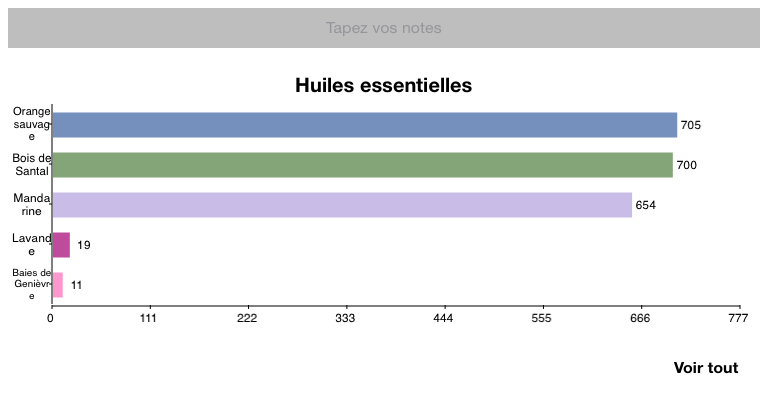 Tapez vos notes
Huiles essentielles
Orange
sauvag
e
705
Bois de
Santal
700
Manda
rine
654
Lavand
e
19
Baies de
Genièvr
e
11
0 111 222 333 444 555 666 777
Voir tout